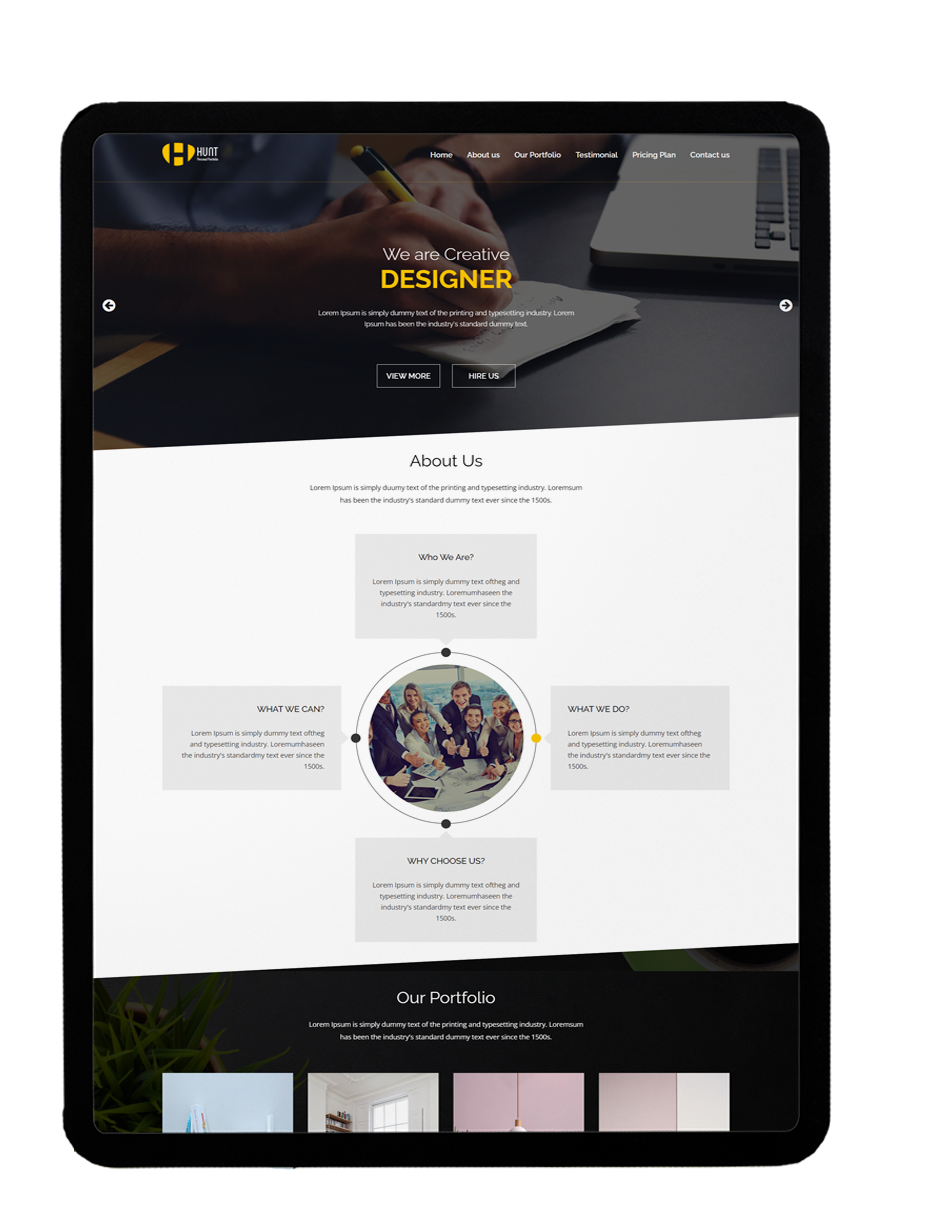 HUNT
Personal Portfolio
Home About us Our Portfolio Testimonial Pricing Plan Contact us
We are Creative
DESIGNER
Lorem Ipsum is simply dummy text of the printing and typesetting industry. Lorem
Ipsum has been the industry's standard dummy text.
VIEW MORE HIRE US
About Us
Lorem Ipsum is simply duumy text of the printing and typesetting industry. Loremsum
has been the industry's standard dummy text ever since the 1500s.
Who We Are?
Lorem Ipsum is simply dummy text oftheg and
typesetting industry. Loremumhaseen the
industry's standardmy text ever since the
1500s.
WHAT WE CAN?
Lorem Ipsum is simply dummy text oftheg
and typesetting industry. Loremumhaseen
the industry's standardmy text ever since the
1500s.
WHAT WE DO?
Lorem Ipsum is simply dummy text oftheg
and typesetting industry. Loremumhaseen
the industry's standardmy text ever since the
1500s.
WHY CHOOSE US?
Lorem Ipsum is simply dummy text oftheg and
typesetting industry. Loremumhaseen the
industry's standardmy text ever since the
1500s.
Our Portfolio
Lorem Ipsum is simply dummy text of the printing and typesetting industry. Loremsum
has been the industry's standard dummy text ever since the 1500s.